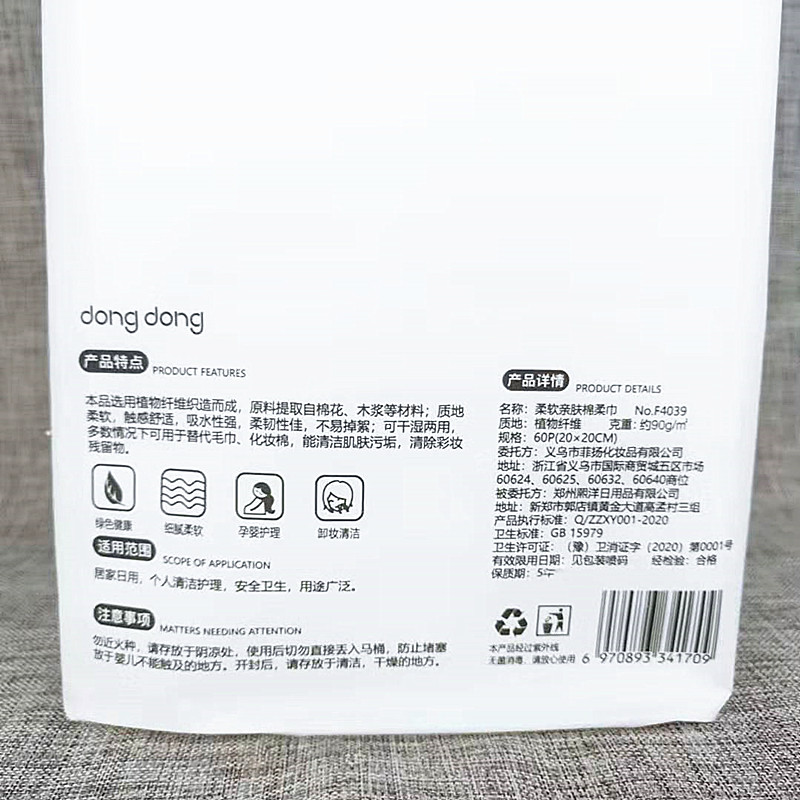 dong dong
产品特点 PRODUCT FEATURES
本品选用植物纤维织造而成，原料提取自棉花、木浆等材料；质地
柔软，触感舒适，吸水性强，柔韧性佳，不易掉絮；可干湿两用，
多数情况下可用于替代毛巾、化妆棉，能清洁肌肤污垢，清除彩妆
残留物。
绿色健康 细腻柔软 孕婴护理 卸妆清洁
适用范围 SCOPE OF APPLICATION
居家日用，个人清洁护理，安全卫生，用途广泛。
注意事项 MATTERS NEEDING ATTENTION
勿近火种，请存放于阴凉处，使用后切勿直接丢入马桶，防止堵塞
放于婴儿不能触及的地方。开封后，请存放于清洁，干燥的地方。
产品详情 PRODUCT DETAILS
名称：柔软亲肤棉柔巾 No.F4039
质地：植物纤维 克重：约90g/㎡
规格：60P(20×20CM)
委托方：义乌市菲扬化妆品有限公司
地址：浙江省义乌市国际商贸城五区市场
60624、60625、60632、60640商位
被委托方：郑州熙洋日用品有限公司
地址：新郑市郭店镇黄金大道高孟村三组
产品执行标准：Q/ZZXY001-2020
卫生标准：GB 15979
卫生许可证：（豫）卫消证字（2020）第0001号
有效限用日期：见包装喷码 经检验：合格
保质期：5年
本产品经过紫外线
无菌消毒，请放心使用
6 970893 341709